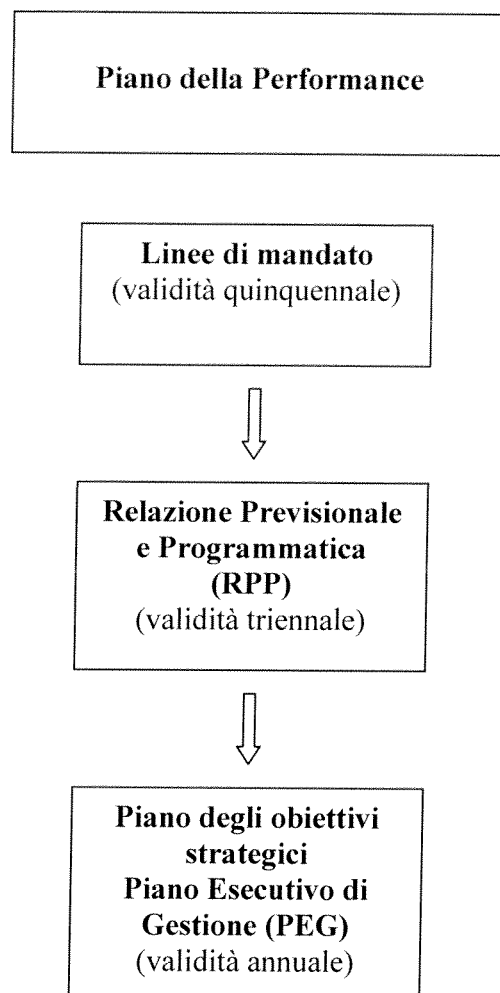 Piano della Performance
Linee di mandato
(validità quinquennale)
Relazione Previsionale
e Programmatica
(RPP)
(validità triennale)
Piano degli obiettivi
strategici
Piano Esecutivo di
Gestione (PEG)
(validità annuale)